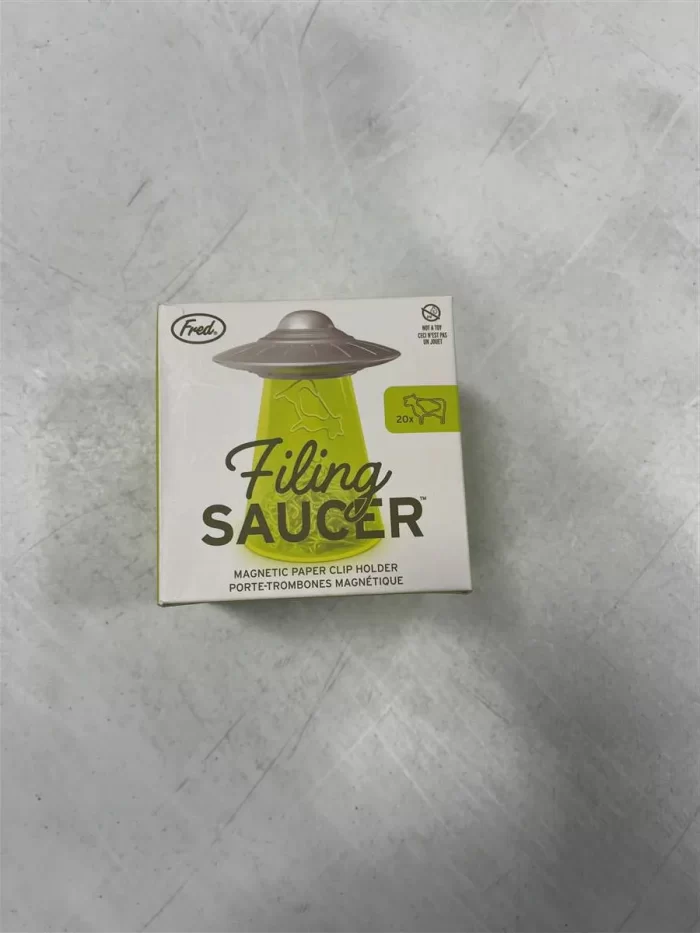 Fred.
NOT A TOY
CECI N'EST PAS
UN JOUET
20x
Filing
SAUCER™
MAGNETIC PAPER CLIP HOLDER
PORTE-TROMBONES MAGNÉTIQUE